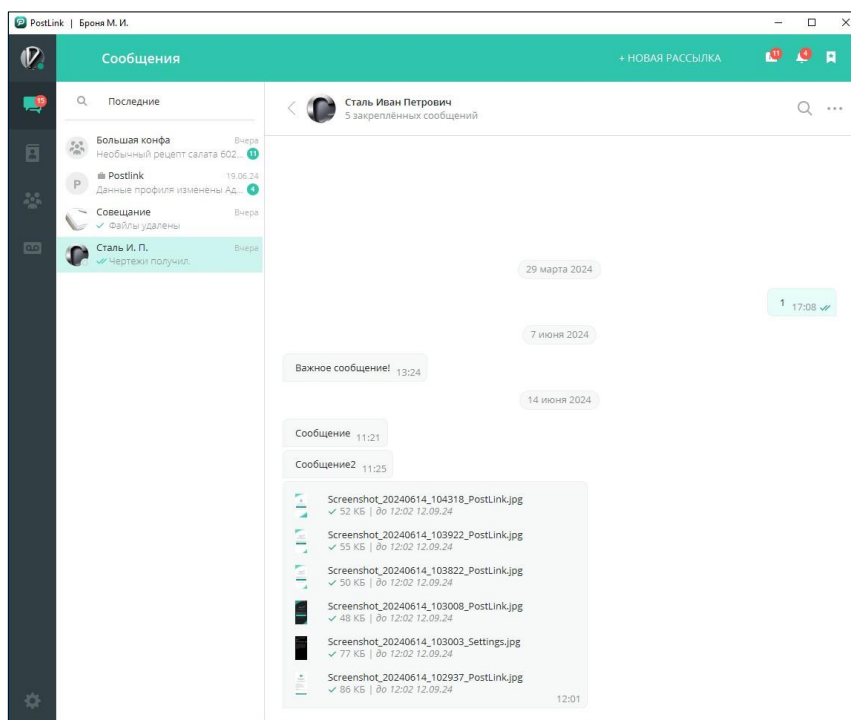 PostLink | Броня М. И.
Сообщения
+ НОВАЯ РАССЫЛКА
11
4
15
Последние
Большая конфа Вчера
Необычный рецепт салата 602... 11
P
Postlink 19.06.24
Данные профиля изменены Ад... 4
Совещание Вчера
Файлы удалены
Сталь И. П. Вчера
Чертежи получил.
Сталь Иван Петрович
5 закреплённых сообщений
29 марта 2024
1 17:08
7 июня 2024
Важное сообщение! 13:24
14 июня 2024
Сообщение 11:21
Сообщение2 11:25
Screenshot_20240614_104318_PostLink.jpg
52 КБ | до 12:02 12.09.24
Screenshot_20240614_103922_PostLink.jpg
55 КБ | до 12:02 12.09.24
Screenshot_20240614_103822_PostLink.jpg
50 КБ | до 12:02 12.09.24
Screenshot_20240614_103008_PostLink.jpg
48 КБ | до 12:02 12.09.24
Screenshot_20240614_103003_Settings.jpg
77 КБ | до 12:02 12.09.24
Screenshot_20240614_102937_PostLink.jpg
86 КБ | до 12:02 12.09.24
12:01